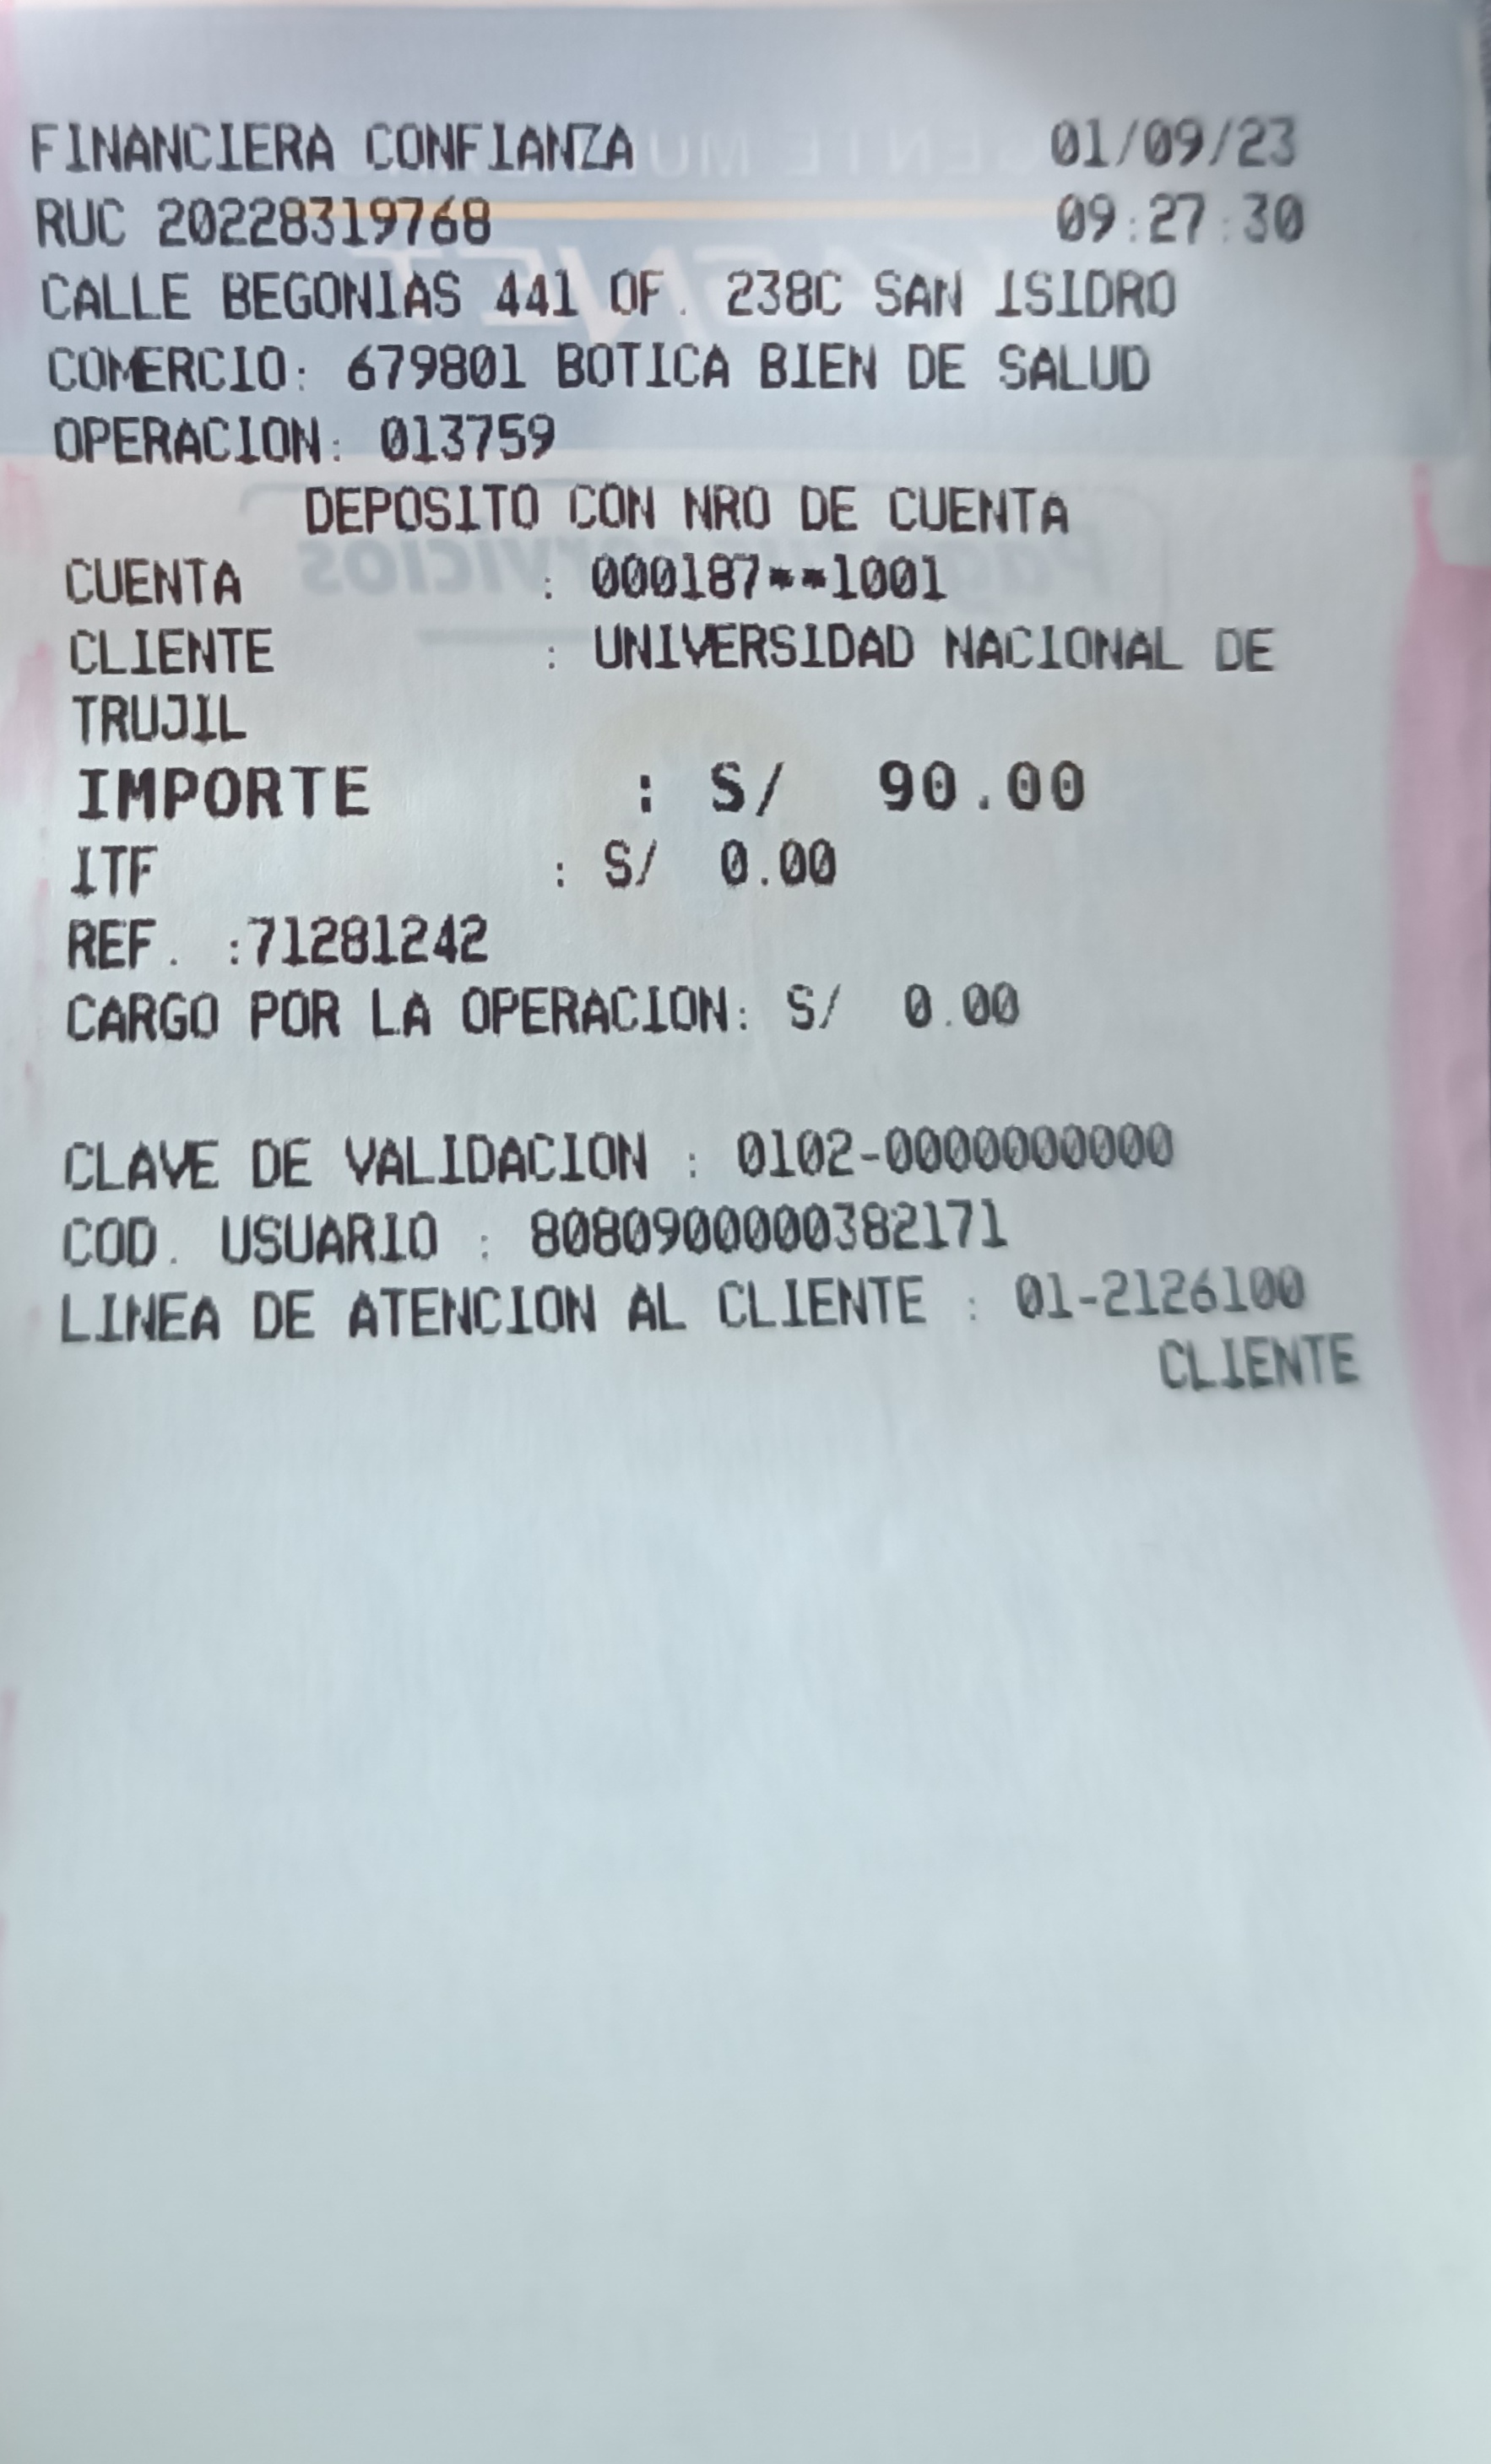 FINANCIERA CONFIANZA 01/09/23
RUC 20228319768 09:27:30
CALLE BEGONIAS 441 OF. 238C SAN ISIDRO
COMERCIO: 679801 BOTICA BIEN DE SALUD
OPERACION: 013759
DEPOSITO CON NRO DE CUENTA
CUENTA : 000187**1001
CLIENTE : UNIVERSIDAD NACIONAL DE
TRUJIL
IMPORTE : S/ 90.00
ITF : S/ 0.00
REF. :71281242
CARGO POR LA OPERACION: S/ 0.00
CLAVE DE VALIDACION : 0102-0000000000
COD. USUARIO : 8080900000382171
LINEA DE ATENCION AL CLIENTE : 01-2126100
CLIENTE